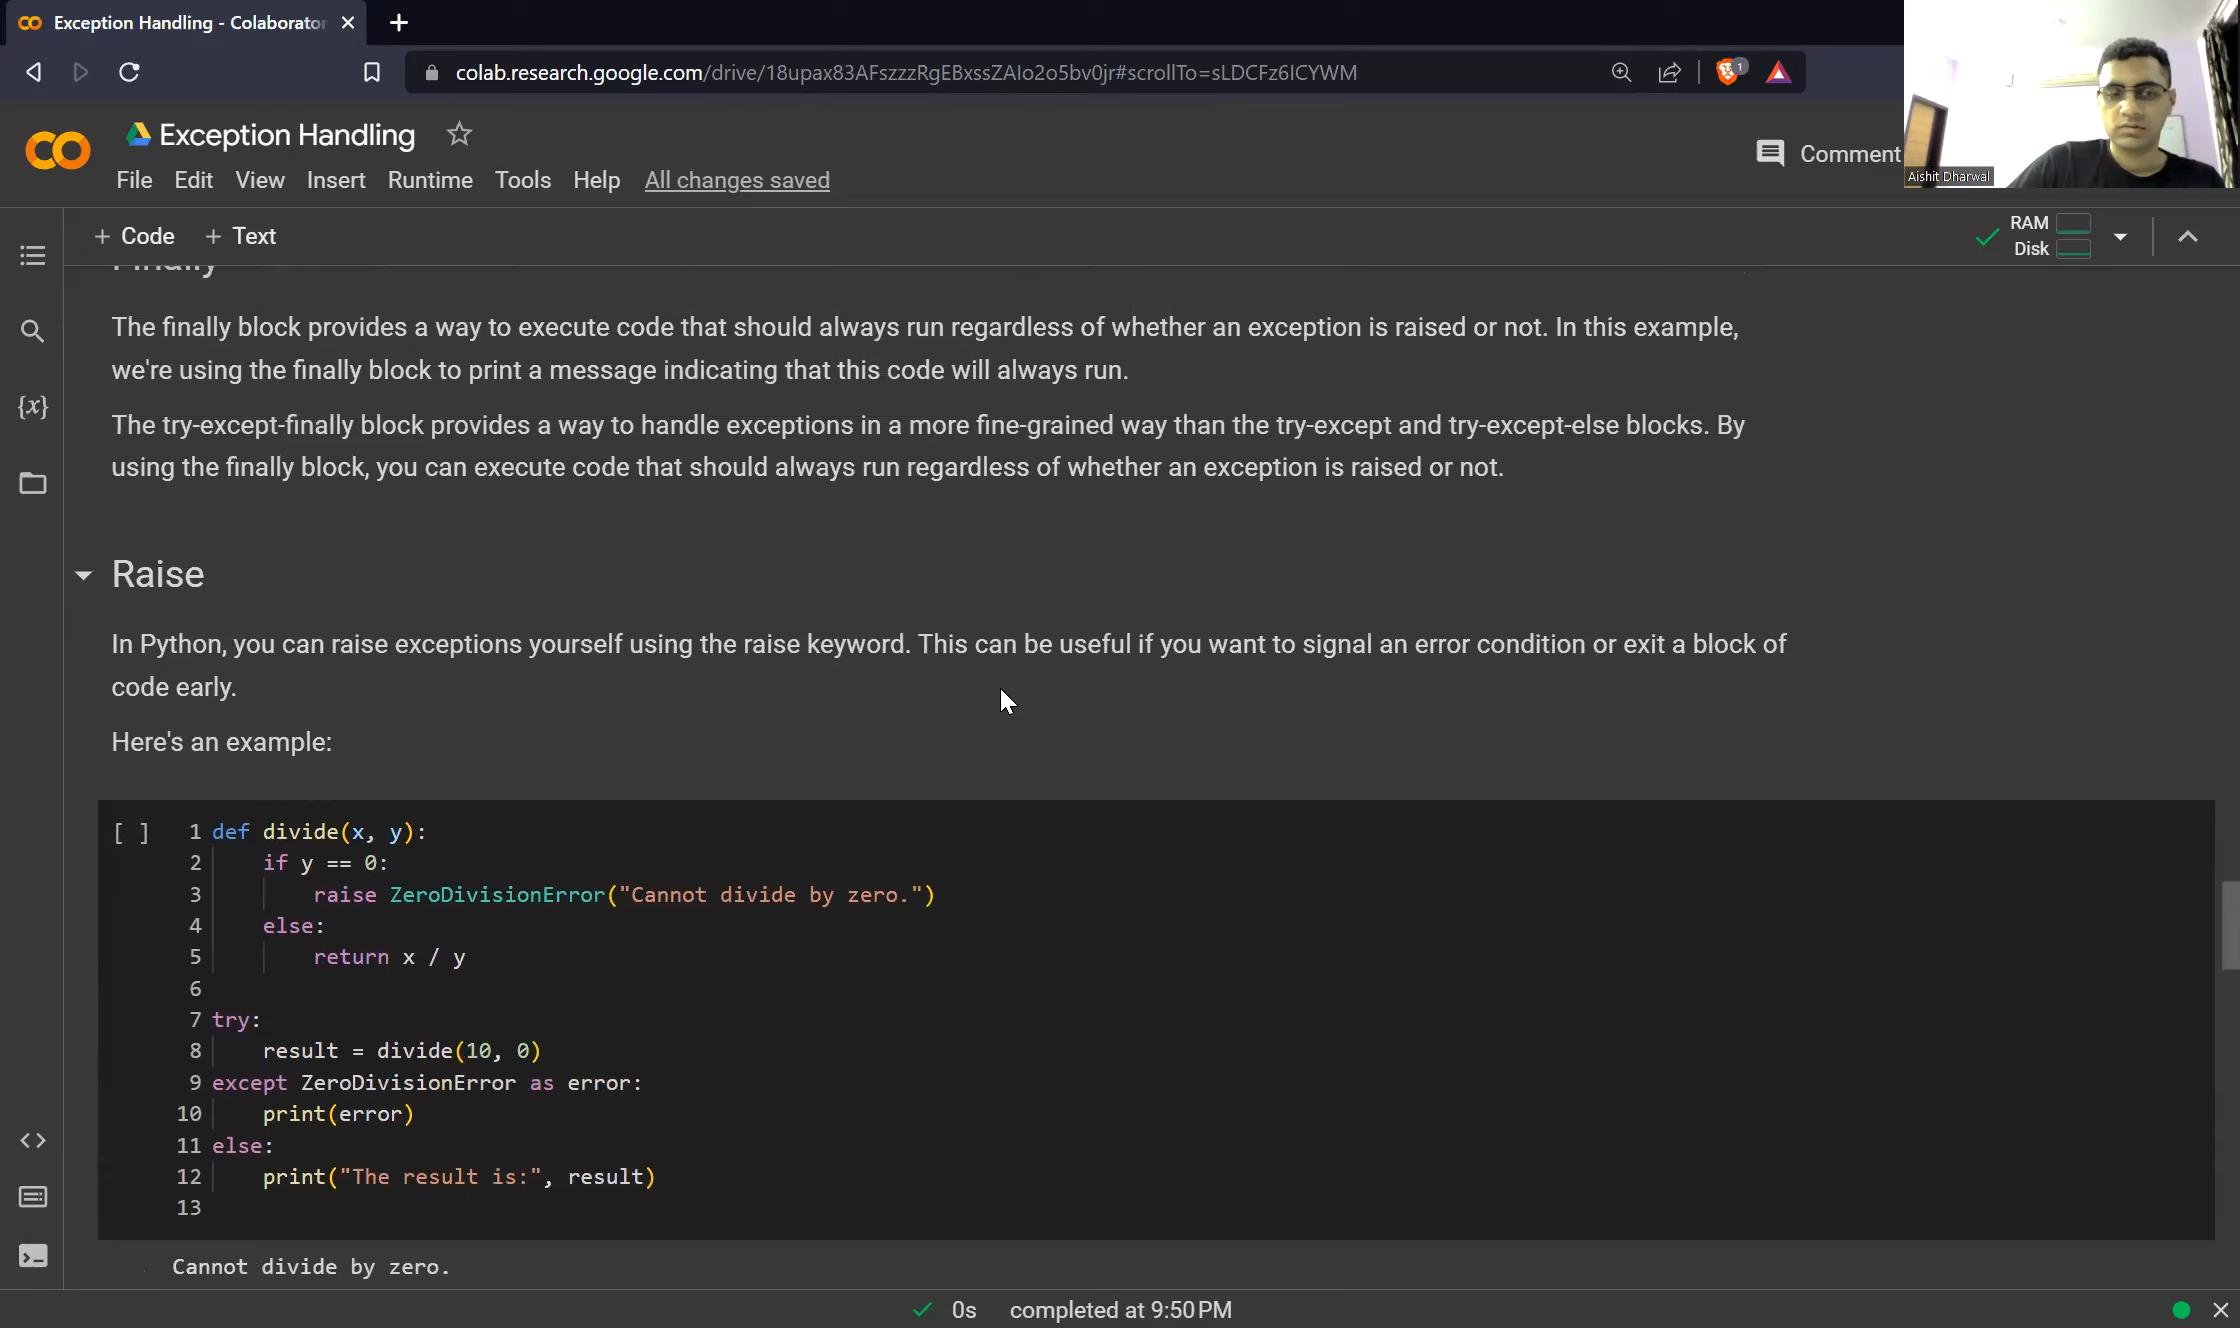 Exception Handling - Colaborator
colab.research.google.com/drive/18upax83AFszzzRgEBxssZAIo2o5bv0jr#scrollTo=sLDCFz6ICYWM
1
Exception Handling
File Edit View Insert Runtime Tools Help All changes saved
Comment
Aishit Dharwal
+ Code + Text
RAM
Disk
Finally
The finally block provides a way to execute code that should always run regardless of whether an exception is raised or not. In this example,
we're using the finally block to print a message indicating that this code will always run.
The try-except-finally block provides a way to handle exceptions in a more fine-grained way than the try-except and try-except-else blocks. By
using the finally block, you can execute code that should always run regardless of whether an exception is raised or not.
Raise
In Python, you can raise exceptions yourself using the raise keyword. This can be useful if you want to signal an error condition or exit a block of
code early.
Here's an example:
[ ] 1 def divide(x, y):
2 if y == 0:
3 raise ZeroDivisionError("Cannot divide by zero.")
4 else:
5 return x / y
6
7 try:
8 result = divide(10, 0)
9 except ZeroDivisionError as error:
10 print(error)
11 else:
12 print("The result is:", result)
13
Cannot divide by zero.
0s completed at 9:50 PM